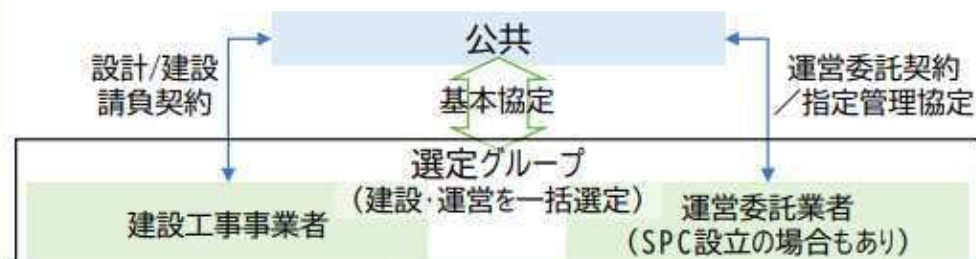 公共
設計/建設
請負契約
基本協定
運営委託契約
／指定管理協定
選定グループ
(建設・運営を一括選定)
建設工事事業者
運営委託業者
(SPC設立の場合もあり)